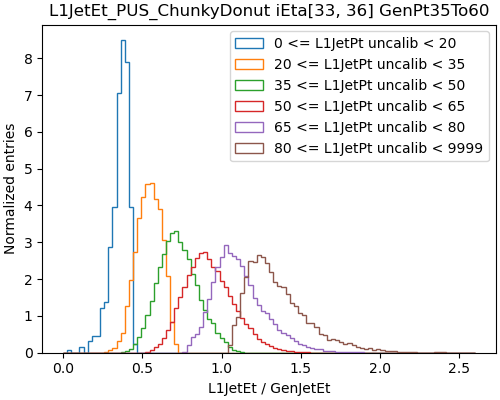 L1JetEt_PUS_ChunkyDonut iEta[33, 36] GenPt35To60
0 <= L1JetPt uncalib < 20
20 <= L1JetPt uncalib < 35
35 <= L1JetPt uncalib < 50
50 <= L1JetPt uncalib < 65
65 <= L1JetPt uncalib < 80
80 <= L1JetPt uncalib < 9999
Normalized entries
8
7
6
5
4
3
2
1
0
0.0 0.5 1.0 1.5 2.0 2.5
L1JetEt / GenJetEt